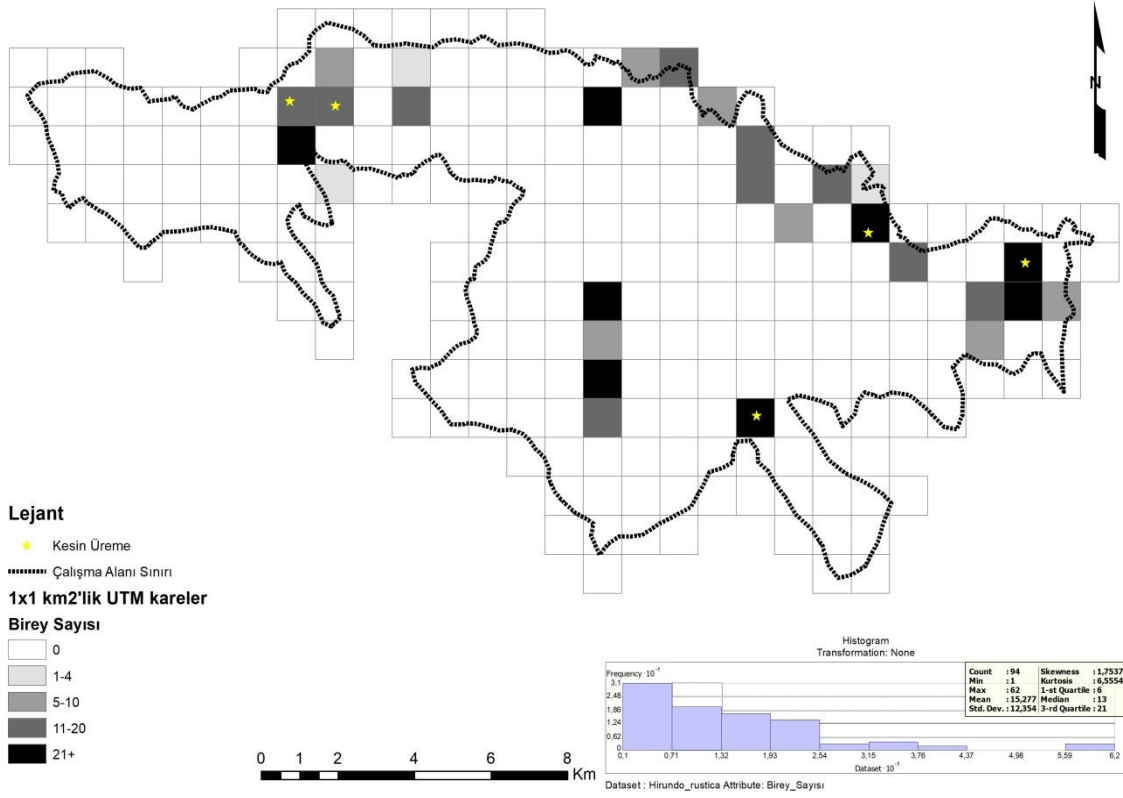 N
Lejant
Kesin Üreme
Çalışma Alanı Sınırı
1x1 km2'lik UTM kareler
Birey Sayısı
0
1-4
5-10
11-20
21+
0 1 2 4 6 8
Km
Histogram
Transformation: None
Frequency·10⁻¹
3,1
2,48
1,86
1,24
0,62
0
0,1 0,71 1,32 1,93 2,54 3,15 3,76 4,37 4,98 5,59 6,2
Dataset·10⁻¹
Count : 94 Skewness : 1,7537
Min : 1 Kurtosis : 6,5554
Max : 62 1-st Quartile : 6
Mean : 15,277 Median : 13
Std. Dev. : 12,354 3-rd Quartile : 21
Dataset : Hirundo_rustica Attribute: Birey_Sayısı